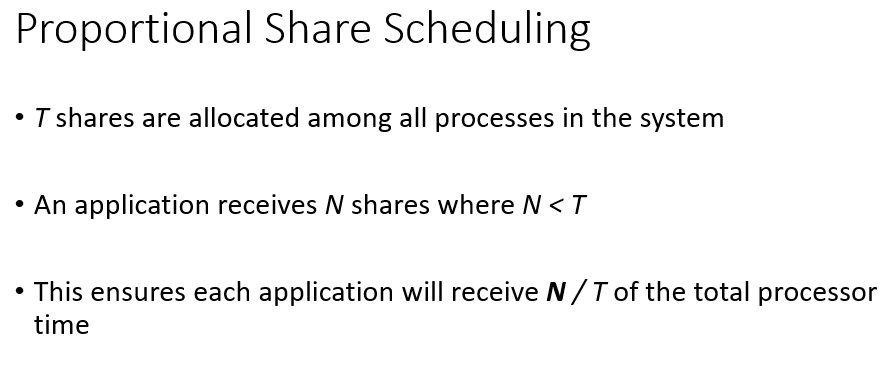 Proportional Share Scheduling
• T shares are allocated among all processes in the system
• An application receives N shares where N < T
• This ensures each application will receive N / T of the total processor
time